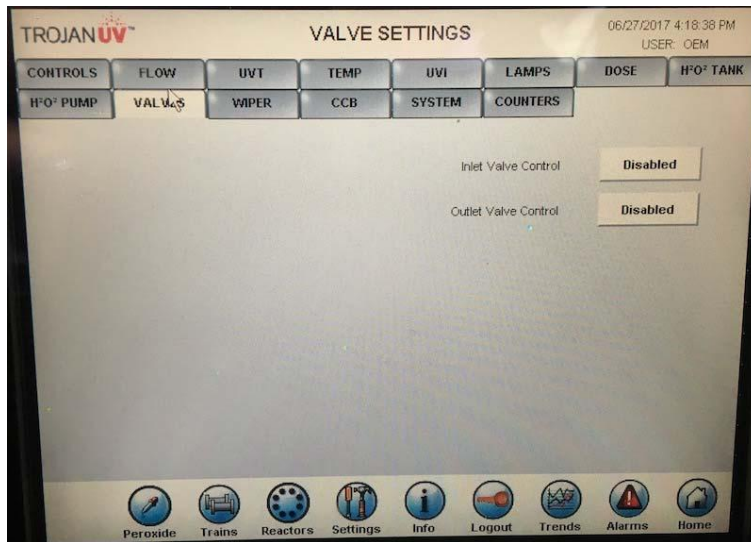 TROJANUV™
VALVE SETTINGS
06/27/2017 4:18:38 PM
USER: OEM
CONTROLS FLOW UVT TEMP UVI LAMPS DOSE H²O² TANK
H²O² PUMP VALVES WIPER CCB SYSTEM COUNTERS
Inlet Valve Control Disabled
Outlet Valve Control Disabled
Peroxide Trains Reactors Settings Info Logout Trends Alarms Home